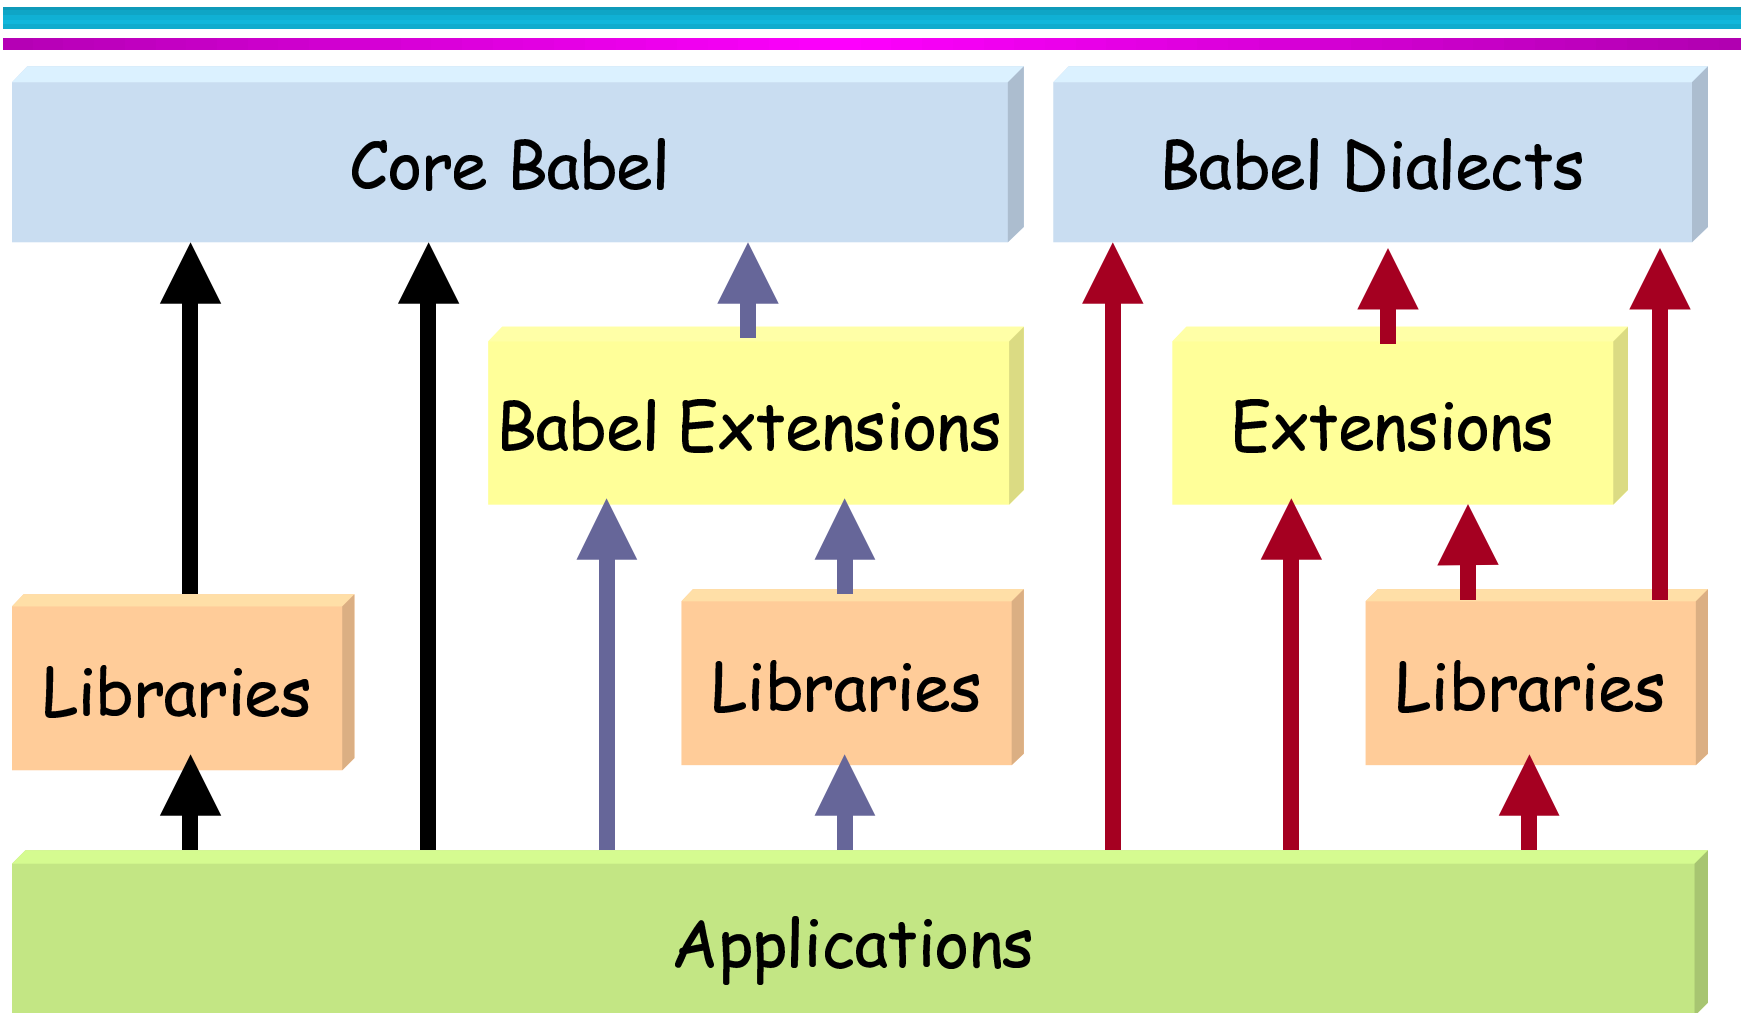 Core Babel
Babel Dialects
Babel Extensions
Extensions
Libraries
Libraries
Libraries
Applications